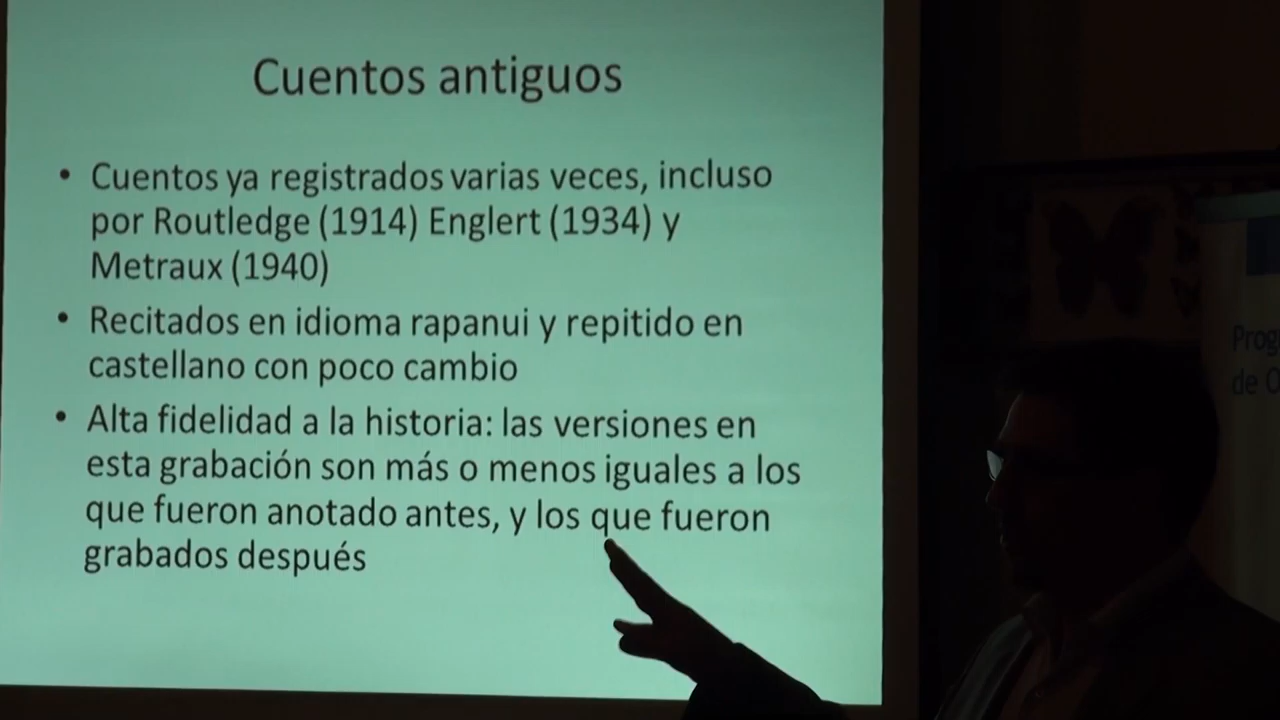 Cuentos antiguos
• Cuentos ya registrados varias veces, incluso
por Routledge (1914) Englert (1934) y
Metraux (1940)
• Recitados en idioma rapanui y repitido en
castellano con poco cambio
• Alta fidelidad a la historia: las versiones en
esta grabación son más o menos iguales a los
que fueron anotado antes, y los que fueron
grabados después
Prog
de